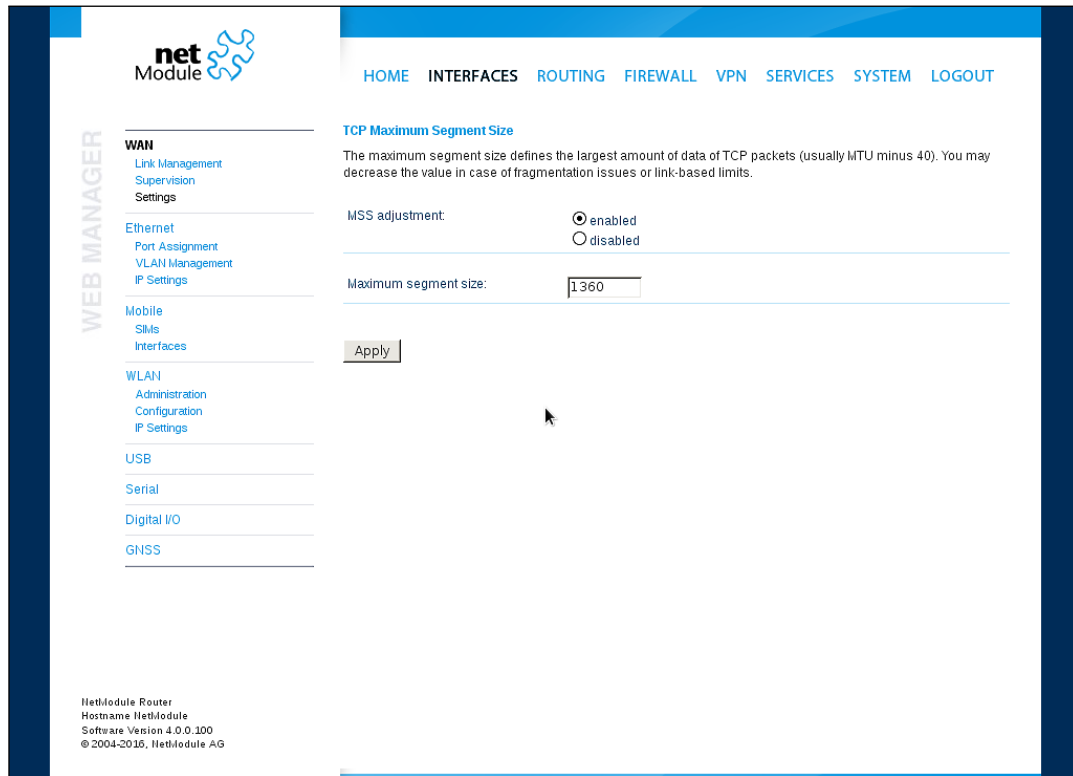 net
Module
HOME INTERFACES ROUTING FIREWALL VPN SERVICES SYSTEM LOGOUT
WEB MANAGER
WAN
Link Management
Supervision
Settings
Ethernet
Port Assignment
VLAN Management
IP Settings
Mobile
SIMs
Interfaces
WLAN
Administration
Configuration
IP Settings
USB
Serial
Digital I/O
GNSS
TCP Maximum Segment Size
The maximum segment size defines the largest amount of data of TCP packets (usually MTU minus 40). You may
decrease the value in case of fragmentation issues or link-based limits.
MSS adjustment:
enabled
disabled
Maximum segment size: 1360
Apply
NetModule Router
Hostname NetModule
Software Version 4.0.0.100
© 2004-2016, NetModule AG